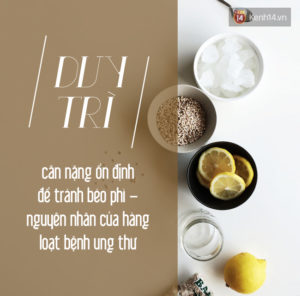 Kenh14.vn
DUY
TRÌ
cân nặng ổn định
để tránh béo phì –
nguyên nhân của hàng
loạt bệnh ung thư